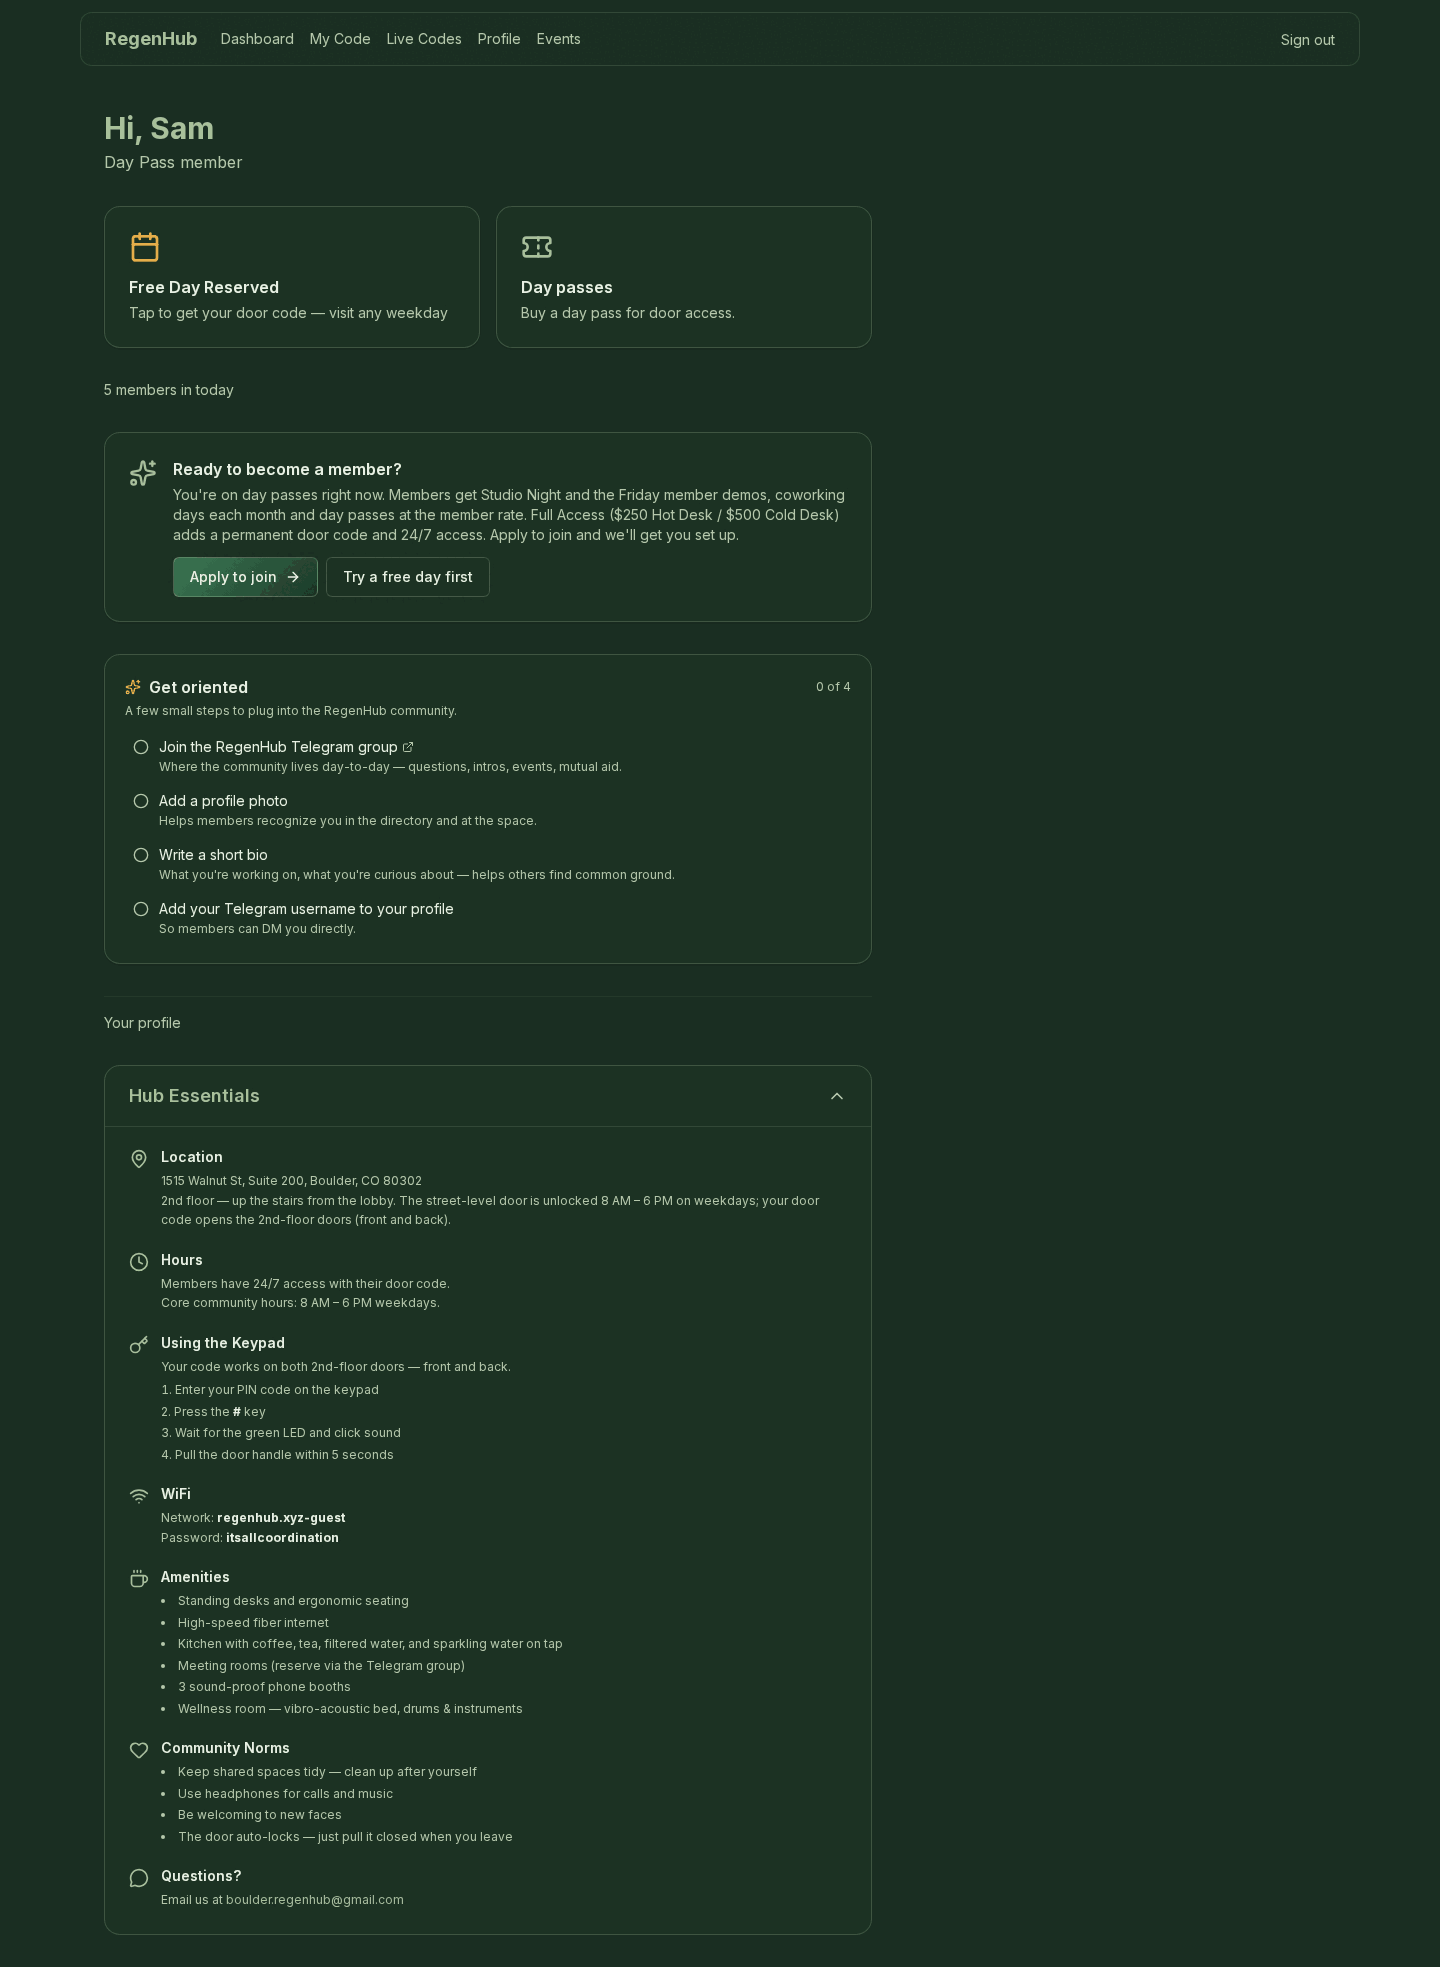 RegenHub Dashboard My Code Live Codes Profile Events Sign out
Hi, Sam
Day Pass member
Free Day Reserved
Tap to get your door code — visit any weekday
Day passes
Buy a day pass for door access.
5 members in today
Ready to become a member?
You're on day passes right now. Members get Studio Night and the Friday member demos, coworking
days each month and day passes at the member rate. Full Access ($250 Hot Desk / $500 Cold Desk)
adds a permanent door code and 24/7 access. Apply to join and we'll get you set up.
Apply to join Try a free day first
Get oriented 0 of 4
A few small steps to plug into the RegenHub community.
Join the RegenHub Telegram group
Where the community lives day-to-day — questions, intros, events, mutual aid.
Add a profile photo
Helps members recognize you in the directory and at the space.
Write a short bio
What you're working on, what you're curious about — helps others find common ground.
Add your Telegram username to your profile
So members can DM you directly.
Your profile
Hub Essentials
Location
1515 Walnut St, Suite 200, Boulder, CO 80302
2nd floor — up the stairs from the lobby. The street-level door is unlocked 8 AM – 6 PM on weekdays; your door
code opens the 2nd-floor doors (front and back).
Hours
Members have 24/7 access with their door code.
Core community hours: 8 AM – 6 PM weekdays.
Using the Keypad
Your code works on both 2nd-floor doors — front and back.
1. Enter your PIN code on the keypad
2. Press the # key
3. Wait for the green LED and click sound
4. Pull the door handle within 5 seconds
WiFi
Network: regenhub.xyz-guest
Password: itsallcoordination
Amenities
• Standing desks and ergonomic seating
• High-speed fiber internet
• Kitchen with coffee, tea, filtered water, and sparkling water on tap
• Meeting rooms (reserve via the Telegram group)
• 3 sound-proof phone booths
• Wellness room — vibro-acoustic bed, drums & instruments
Community Norms
• Keep shared spaces tidy — clean up after yourself
• Use headphones for calls and music
• Be welcoming to new faces
• The door auto-locks — just pull it closed when you leave
Questions?
Email us at boulder.regenhub@gmail.com